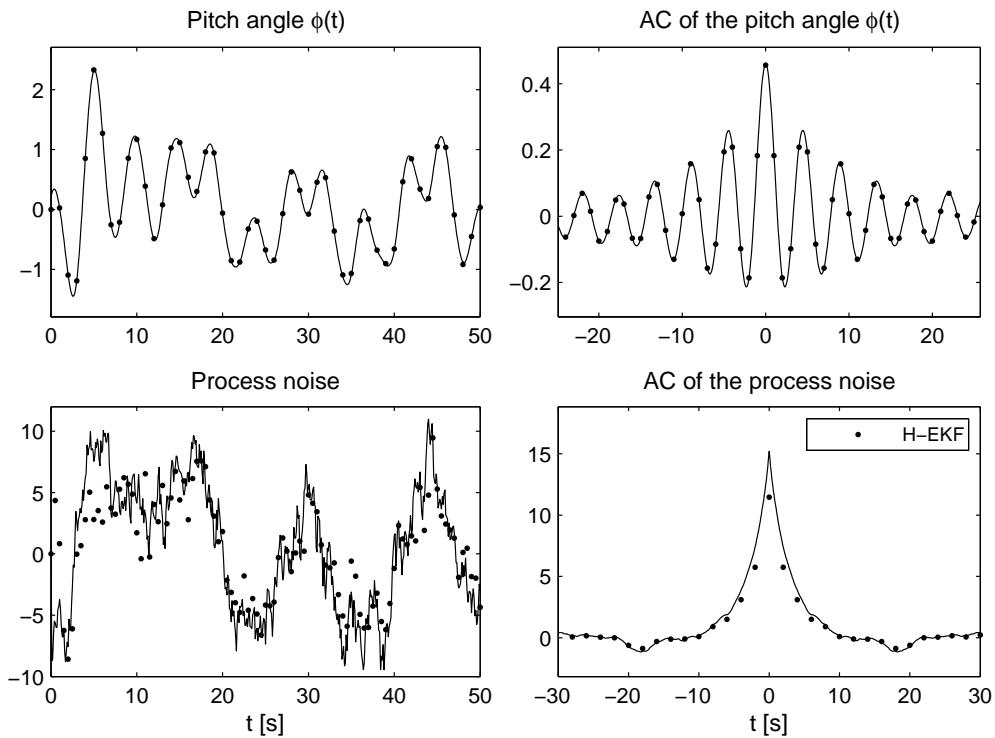 Pitch angle ϕ(t)
2
1
0
−1
0 10 20 30 40 50
AC of the pitch angle ϕ(t)
0.4
0.2
0
−0.2
−20 −10 0 10 20
Process noise
10
5
0
−5
−10
0 10 20 30 40 50
t [s]
AC of the process noise
H−EKF
15
10
5
0
−30 −20 −10 0 10 20 30
t [s]